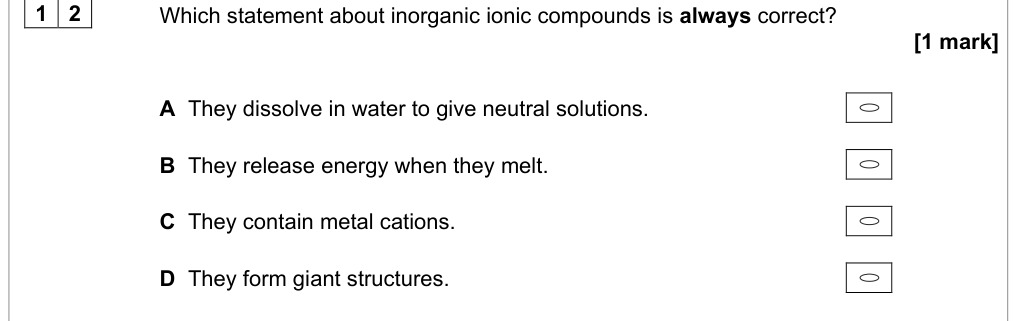 1 2 Which statement about inorganic ionic compounds is always correct?
[1 mark]
A They dissolve in water to give neutral solutions.
B They release energy when they melt.
C They contain metal cations.
D They form giant structures.